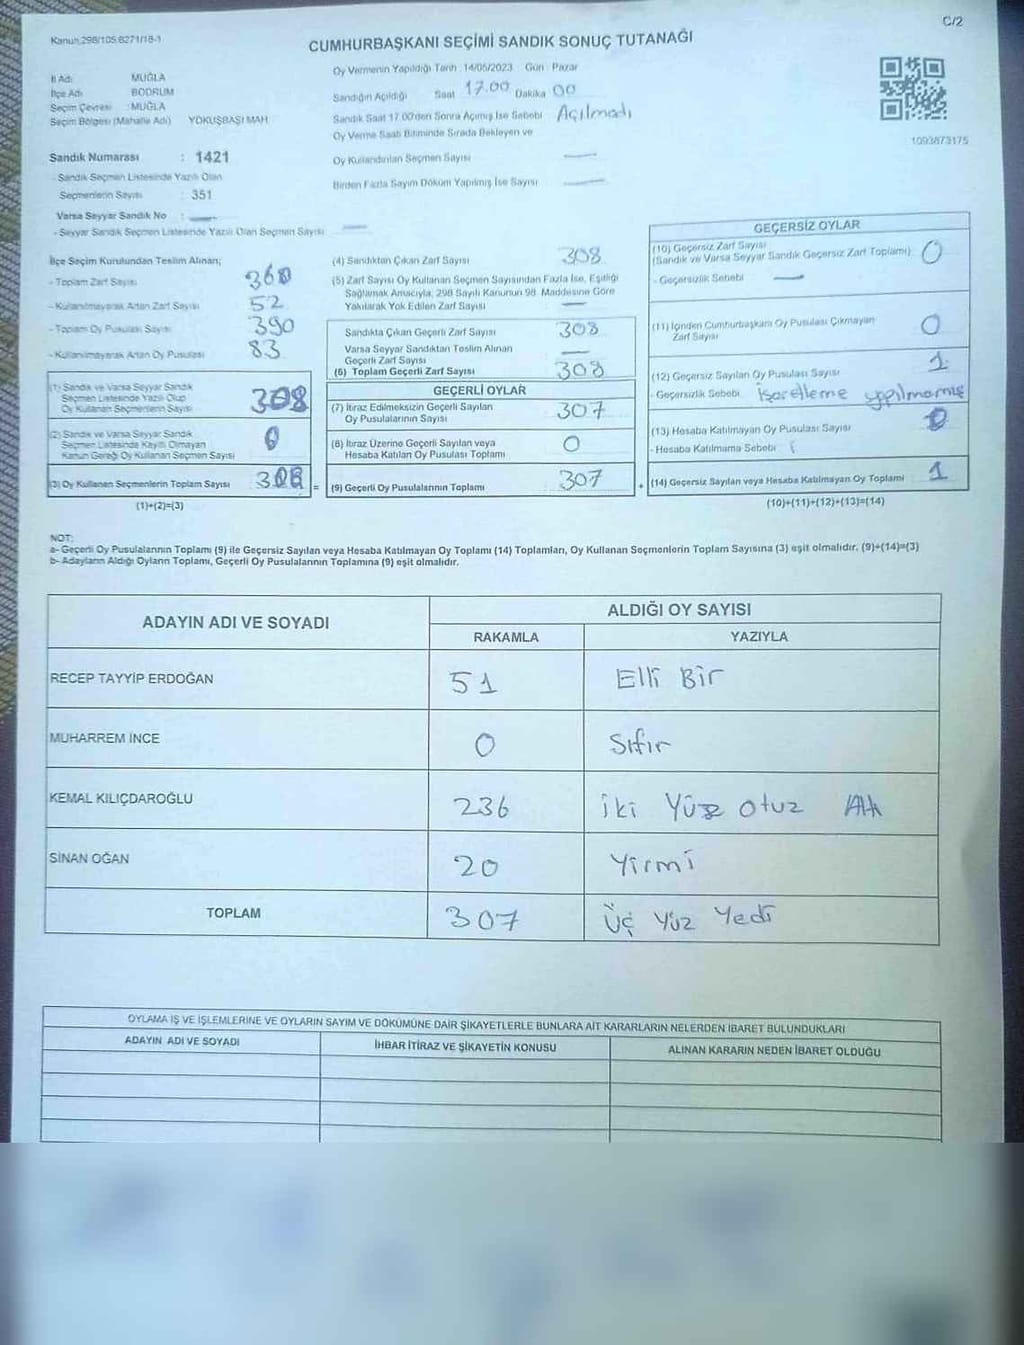 C/2
Kanun 298/105 6271/18-1
CUMHURBAŞKANI SEÇİMİ SANDIK SONUÇ TUTANAĞI
İl Adı: MUĞLA
İlçe Adı BODRUM
Seçim Çevresi : MUĞLA
Seçim Bölgesi (Mahalle Adı) YOKUŞBAŞI MAH
Oy Vermenin Yapıldığı Tarih : 14/05/2023 Gün : Pazar
Sandığın Açıldığı Saat 17.00 Dakika 00
Sandık Saat 17.00'den Sonra Açılmış İse Sebebi Açılmadı
Oy Verme Saati Bitiminde Sırada Bekleyen ve
Oy Kullandırılan Seçmen Sayısı —
Birden Fazla Sayım Döküm Yapılmış İse Sayısı —
1093873175
Sandık Numarası : 1421
- Sandık Seçmen Listesinde Yazılı Olan
Seçmenlerin Sayısı : 351
Varsa Seyyar Sandık No : —
- Seyyar Sandık Seçmen Listesinde Yazılı Olan Seçmen Sayısı —
İlçe Seçim Kurulundan Teslim Alınan;
- Toplam Zarf Sayısı 360
- Kullanılmayarak Artan Zarf Sayısı 52
- Toplam Oy Pusulası Sayısı 390
- Kullanılmayarak Artan Oy Pusulası 83
(1) Sandık ve Varsa Seyyar Sandık
Seçmen Listesinde Yazılı Olup
Oy Kullanan Seçmenlerin Sayısı 308
(2) Sandık ve Varsa Seyyar Sandık
Seçmen Listesinde Kayıtlı Olmayan
Kanun Gereği Oy Kullanan Seçmen Sayısı 0
(3) Oy Kullanan Seçmenlerin Toplam Sayısı 308 =
(1)+(2)=(3)
(4) Sandıktan Çıkan Zarf Sayısı 308
(5) Zarf Sayısı Oy Kullanan Seçmen Sayısından Fazla İse, Eşitliği
Sağlamak Amacıyla, 298 Sayılı Kanunun 98. Maddesine Göre
Yakılarak Yok Edilen Zarf Sayısı —
Sandıkta Çıkan Geçerli Zarf Sayısı 308
Varsa Seyyar Sandıktan Teslim Alınan
Geçerli Zarf Sayısı —
(6) Toplam Geçerli Zarf Sayısı 308
GEÇERLİ OYLAR
(7) İtiraz Edilmeksizin Geçerli Sayılan
Oy Pusulalarının Sayısı 307
(8) İtiraz Üzerine Geçerli Sayılan veya
Hesaba Katılan Oy Pusulası Toplamı 0
(9) Geçerli Oy Pusulalarının Toplamı 307 +
GEÇERSİZ OYLAR
(10) Geçersiz Zarf Sayısı
(Sandık ve Varsa Seyyar Sandık Geçersiz Zarf Toplamı) 0
- Geçersizlik Sebebi —
(11) İçinden Cumhurbaşkanı Oy Pusulası Çıkmayan
Zarf Sayısı 0
(12) Geçersiz Sayılan Oy Pusulası Sayısı 1
- Geçersizlik Sebebi İşaretleme yapılmamış
(13) Hesaba Katılmayan Oy Pusulası Sayısı 0
- Hesaba Katılmama Sebebi
(14) Geçersiz Sayılan veya Hesaba Katılmayan Oy Toplamı 1
(10)+(11)+(12)+(13)=(14)
NOT:
a- Geçerli Oy Pusulalarının Toplamı (9) ile Geçersiz Sayılan veya Hesaba Katılmayan Oy Toplamı (14) Toplamları, Oy Kullanan Seçmenlerin Toplam Sayısına (3) eşit olmalıdır. (9)+(14)=(3)
b- Adayların Aldığı Oyların Toplamı, Geçerli Oy Pusulalarının Toplamına (9) eşit olmalıdır.
ADAYIN ADI VE SOYADI ALDIĞI OY SAYISI
RAKAMLA YAZIYLA
RECEP TAYYİP ERDOĞAN 51 Elli Bir
MUHARREM İNCE 0 Sıfır
KEMAL KILIÇDAROĞLU 236 iki Yüz Otuz Altı
SİNAN OĞAN 20 Yirmi
TOPLAM 307 Üç Yüz Yedi
OYLAMA İŞ VE İŞLEMLERİNE VE OYLARIN SAYIM VE DÖKÜMÜNE DAİR ŞİKAYETLERLE BUNLARA AİT KARARLARIN NELERDEN İBARET BULUNDUKLARI
ADAYIN ADI VE SOYADI İHBAR İTİRAZ VE ŞİKAYETİN KONUSU ALINAN KARARIN NEDEN İBARET OLDUĞU